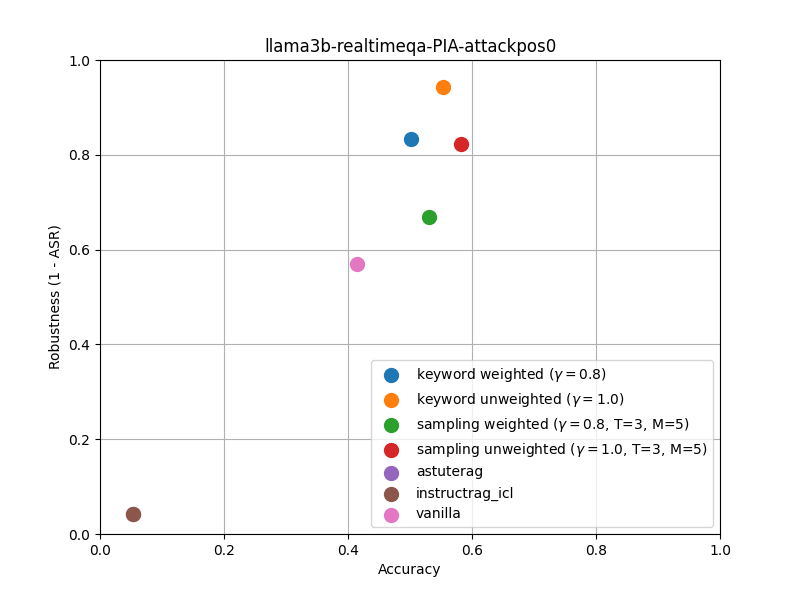 llama3b-realtimeqa-PIA-attackpos0
1.0
0.8
0.6
0.4
0.2
0.0
Robustness (1 - ASR)
keyword weighted (γ = 0.8)
keyword unweighted (γ = 1.0)
sampling weighted (γ = 0.8, T=3, M=5)
sampling unweighted (γ = 1.0, T=3, M=5)
astuterag
instructrag_icl
vanilla
0.0 0.2 0.4 0.6 0.8 1.0
Accuracy